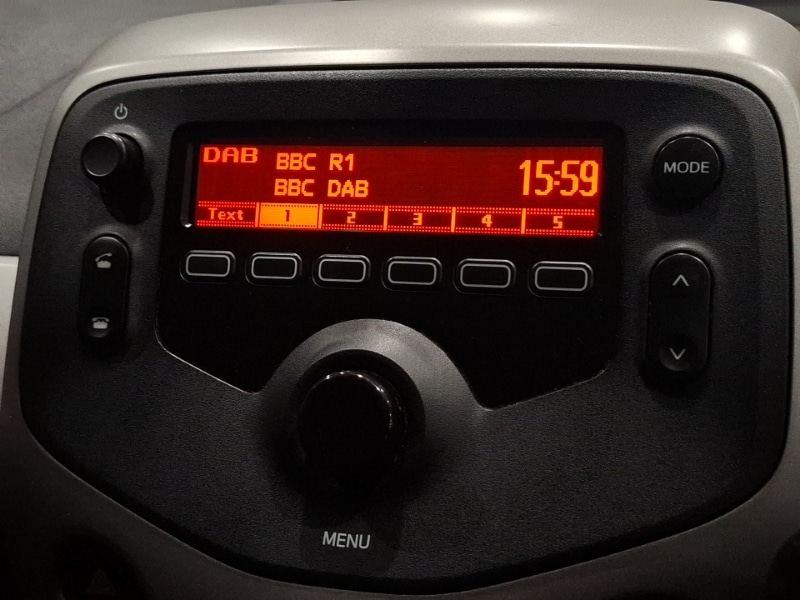 DAB BBC R1 15:59
BBC DAB
Text 1 2 3 4 5
MODE
MENU